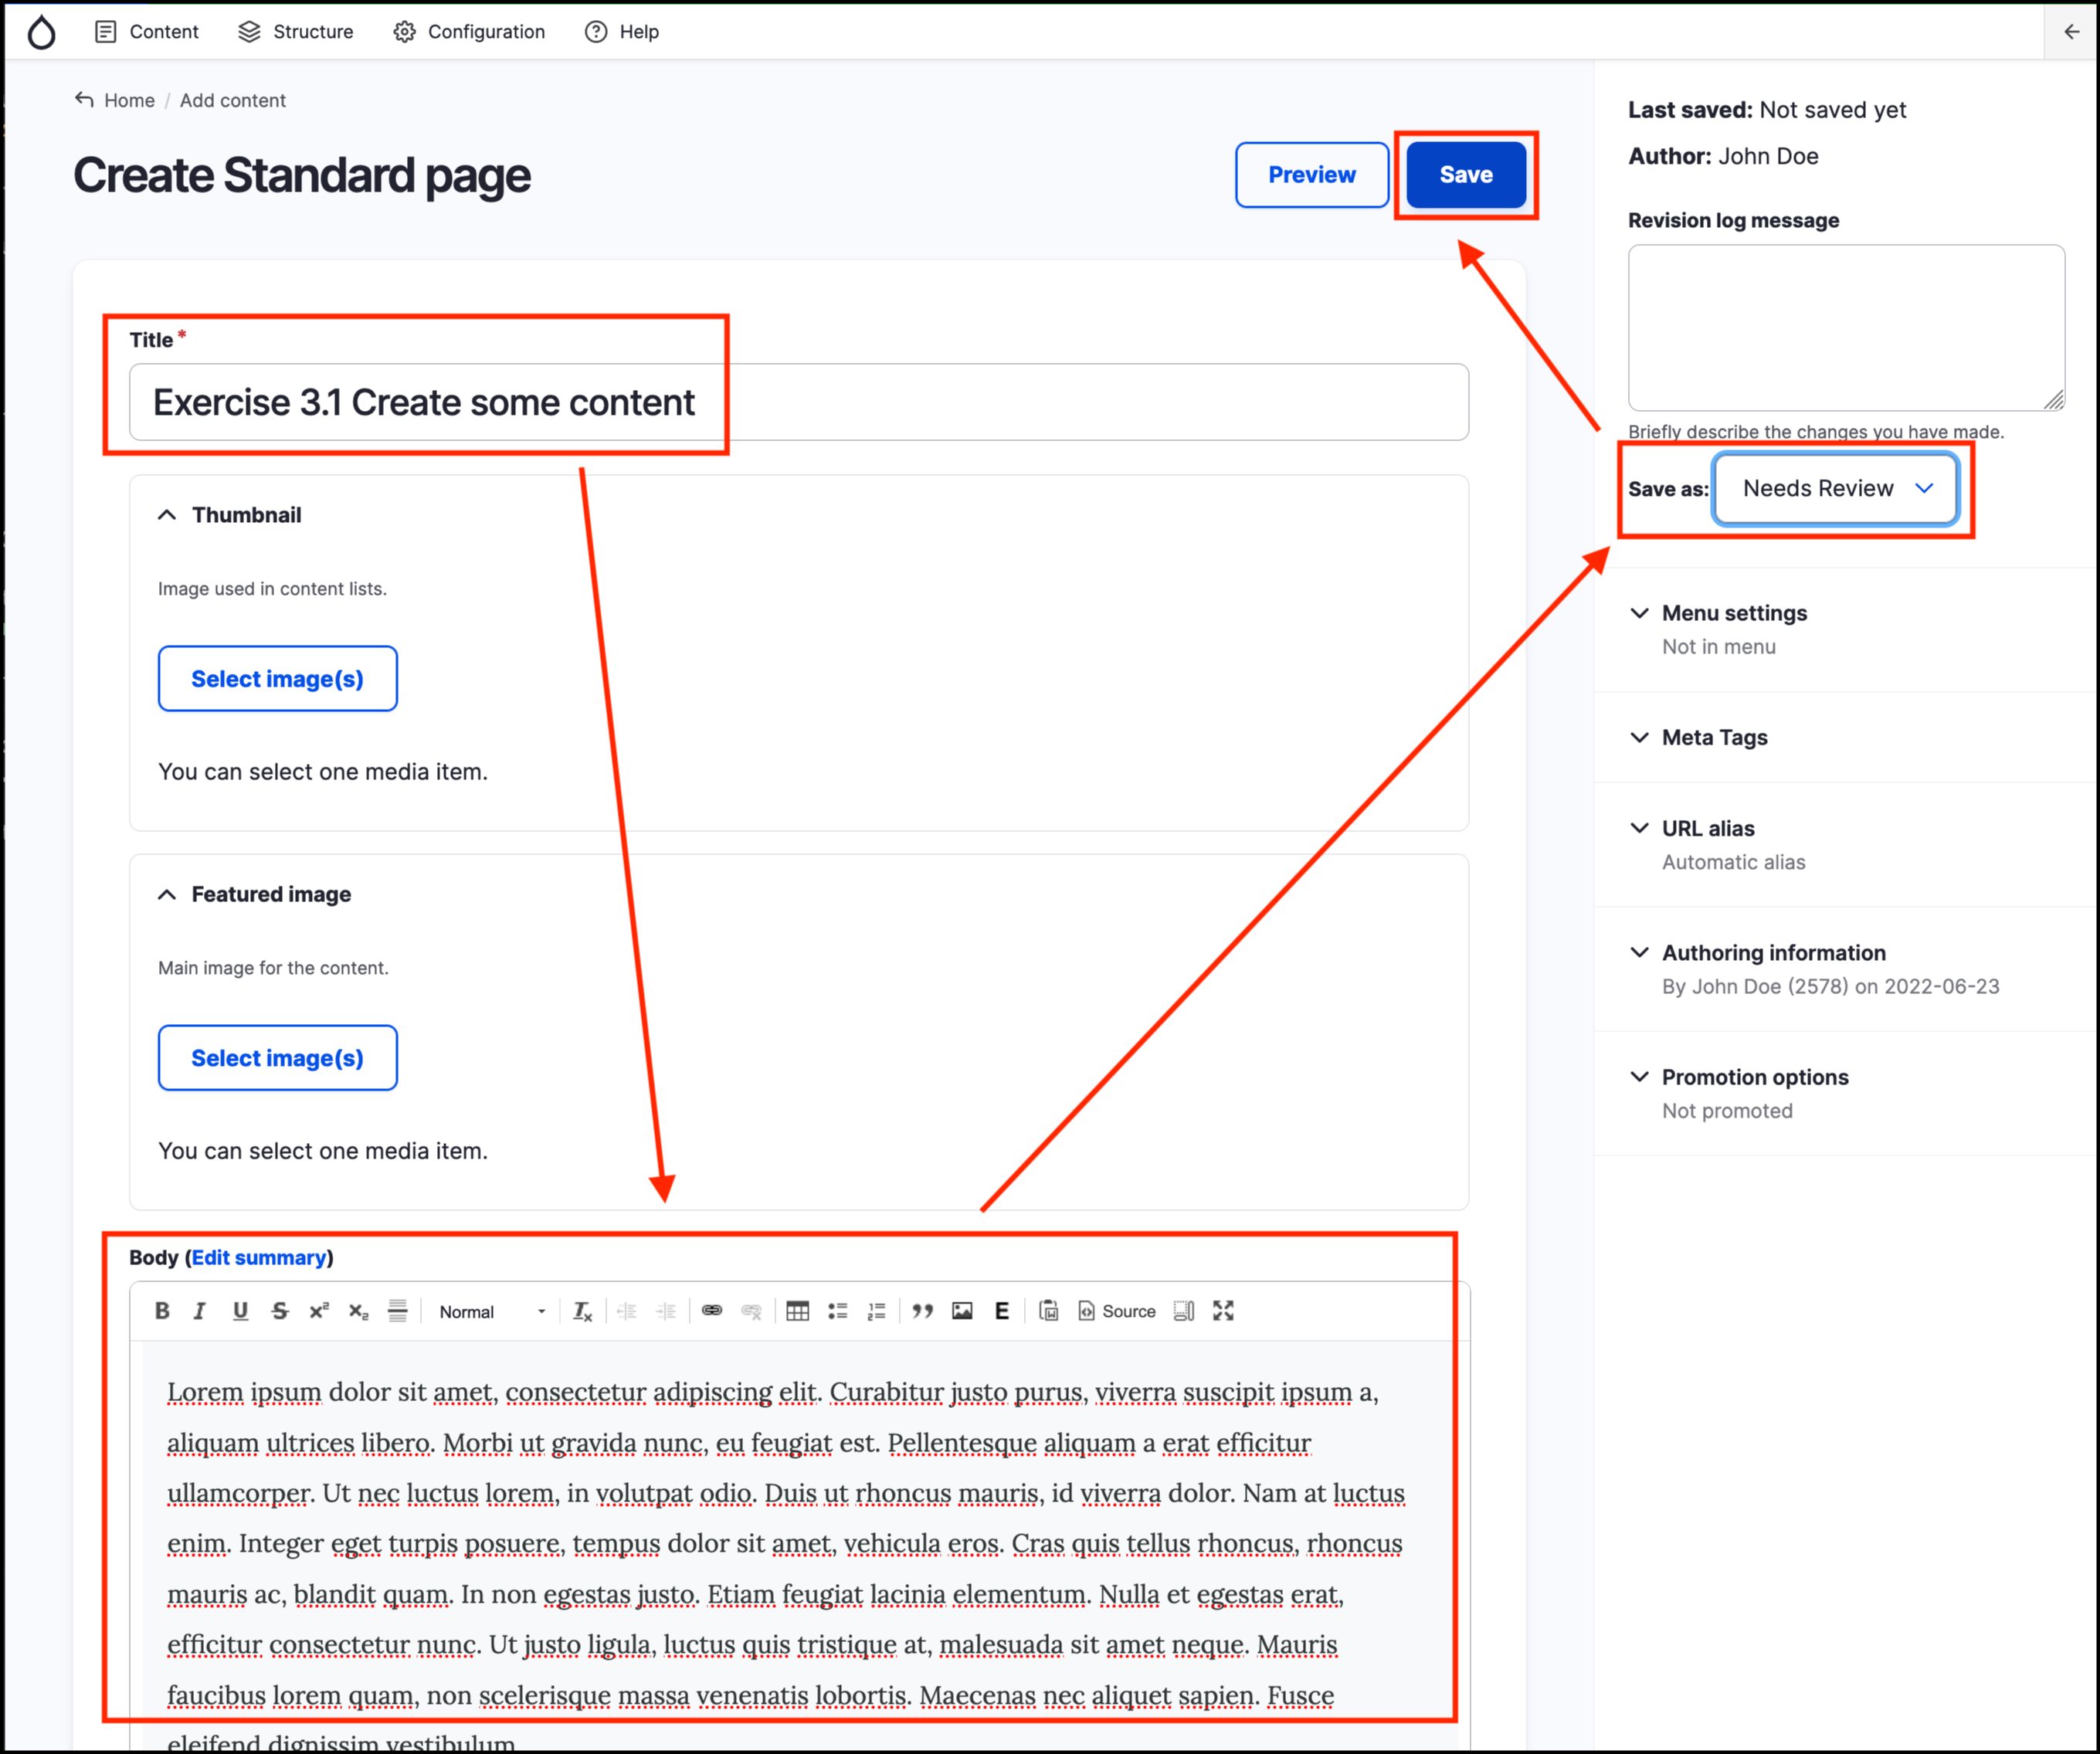 Content Structure Configuration Help
Home / Add content
Create Standard page
Preview Save
Title *
Exercise 3.1 Create some content
Thumbnail
Image used in content lists.
Select image(s)
You can select one media item.
Featured image
Main image for the content.
Select image(s)
You can select one media item.
Body (Edit summary)
B I U S x² x₂ Normal Tx E Source
Lorem ipsum dolor sit amet, consectetur adipiscing elit. Curabitur justo purus, viverra suscipit ipsum a,
aliquam ultrices libero. Morbi ut gravida nunc, eu feugiat est. Pellentesque aliquam a erat efficitur
ullamcorper. Ut nec luctus lorem, in volutpat odio. Duis ut rhoncus mauris, id viverra dolor. Nam at luctus
enim. Integer eget turpis posuere, tempus dolor sit amet, vehicula eros. Cras quis tellus rhoncus, rhoncus
mauris ac, blandit quam. In non egestas justo. Etiam feugiat lacinia elementum. Nulla et egestas erat,
efficitur consectetur nunc. Ut justo ligula, luctus quis tristique at, malesuada sit amet neque. Mauris
faucibus lorem quam, non scelerisque massa venenatis lobortis. Maecenas nec aliquet sapien. Fusce
eleifend dignissim vestibulum
Last saved: Not saved yet
Author: John Doe
Revision log message
Briefly describe the changes you have made.
Save as: Needs Review
Menu settings
Not in menu
Meta Tags
URL alias
Automatic alias
Authoring information
By John Doe (2578) on 2022-06-23
Promotion options
Not promoted